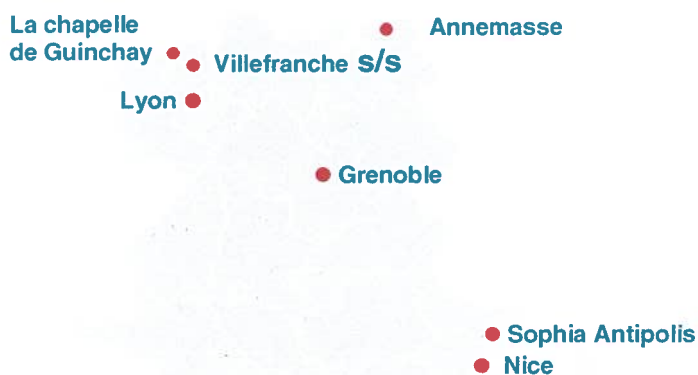 La chapelle
de Guinchay
Annemasse
Villefranche s/s
Lyon
Grenoble
Sophia Antipolis
Nice